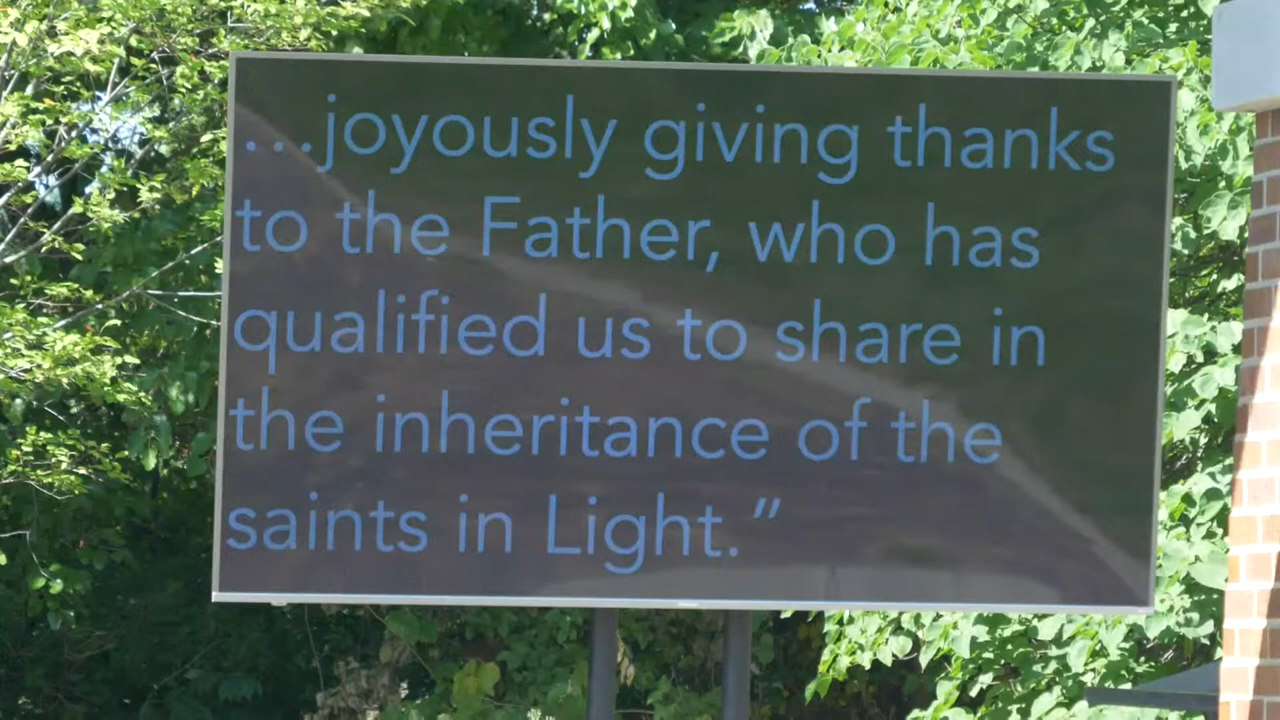 ...joyously giving thanks
to the Father, who has
qualified us to share in
the inheritance of the
saints in Light.”